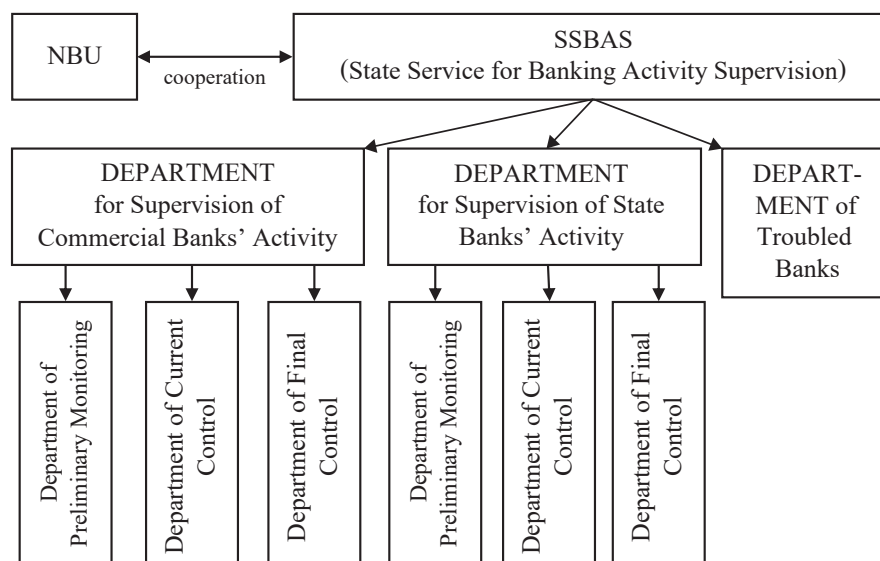 NBU
cooperation
SSBAS
(State Service for Banking Activity Supervision)
DEPARTMENT
for Supervision of
Commercial Banks’ Activity
DEPARTMENT
for Supervision of State
Banks’ Activity
DEPART-
MENT of
Troubled
Banks
Department of
Preliminary Monitoring
Department of Current
Control
Department of Final
Control
Department of
Preliminary Monitoring
Department of Current
Control
Department of Final
Control